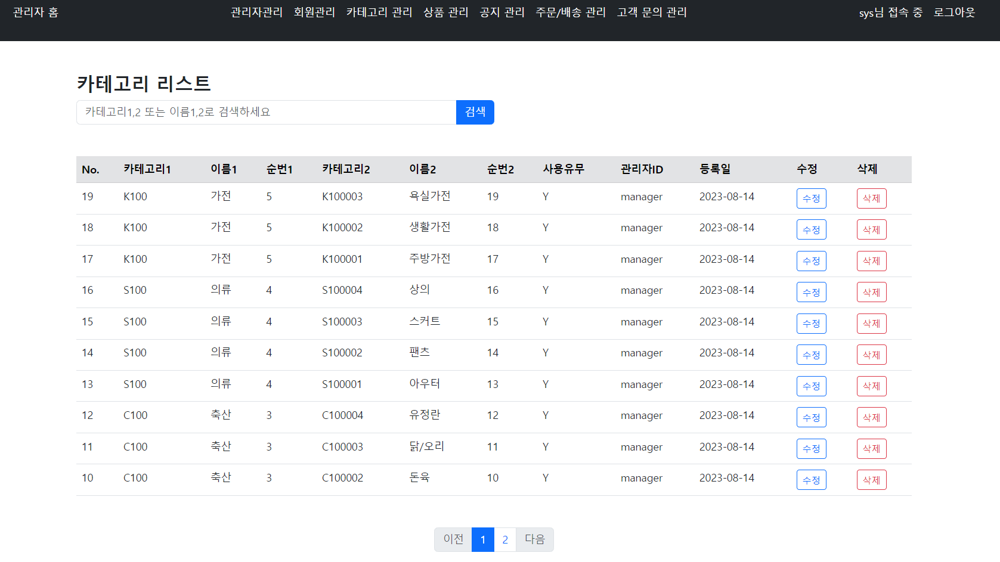 관리자 홈 관리자관리 회원관리 카테고리 관리 상품 관리 공지 관리 주문/배송 관리 고객 문의 관리 sys님 접속 중 로그아웃
카테고리 리스트
카테고리1,2 또는 이름1,2로 검색하세요 검색
No. 카테고리1 이름1 순번1 카테고리2 이름2 순번2 사용유무 관리자ID 등록일 수정 삭제
19 K100 가전 5 K100003 욕실가전 19 Y manager 2023-08-14 수정 삭제
18 K100 가전 5 K100002 생활가전 18 Y manager 2023-08-14 수정 삭제
17 K100 가전 5 K100001 주방가전 17 Y manager 2023-08-14 수정 삭제
16 S100 의류 4 S100004 상의 16 Y manager 2023-08-14 수정 삭제
15 S100 의류 4 S100003 스커트 15 Y manager 2023-08-14 수정 삭제
14 S100 의류 4 S100002 팬츠 14 Y manager 2023-08-14 수정 삭제
13 S100 의류 4 S100001 아우터 13 Y manager 2023-08-14 수정 삭제
12 C100 축산 3 C100004 유정란 12 Y manager 2023-08-14 수정 삭제
11 C100 축산 3 C100003 닭/오리 11 Y manager 2023-08-14 수정 삭제
10 C100 축산 3 C100002 돈육 10 Y manager 2023-08-14 수정 삭제
이전 1 2 다음